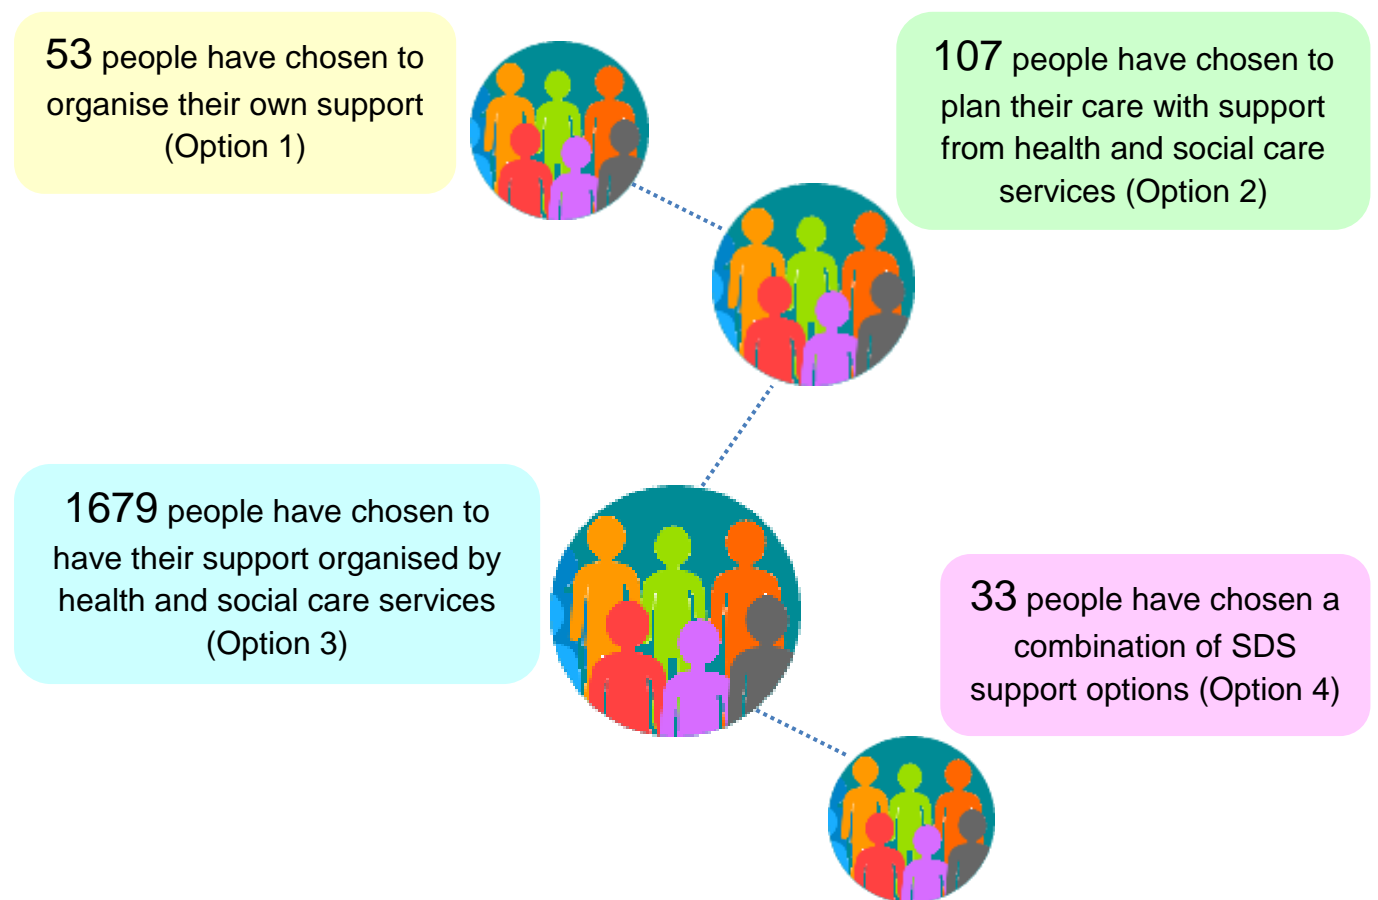 53 people have chosen to
organise their own support
(Option 1)
107 people have chosen to
plan their care with support
from health and social care
services (Option 2)
1679 people have chosen to
have their support organised by
health and social care services
(Option 3)
33 people have chosen a
combination of SDS
support options (Option 4)